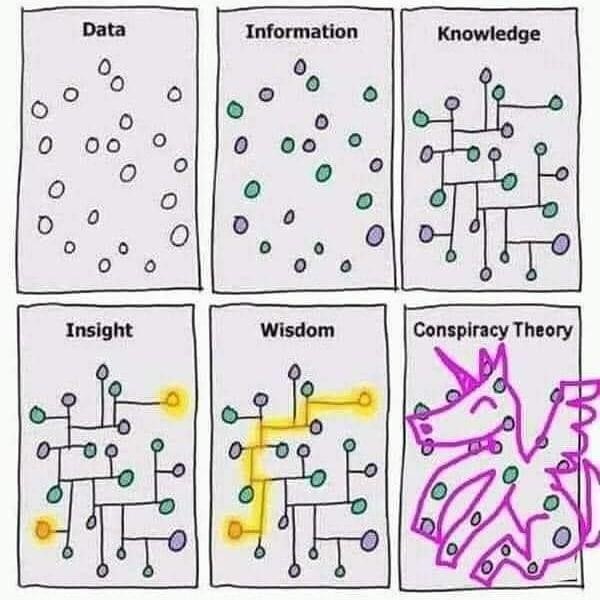 Data
Information
Knowledge
Insight
Wisdom
Conspiracy Theory